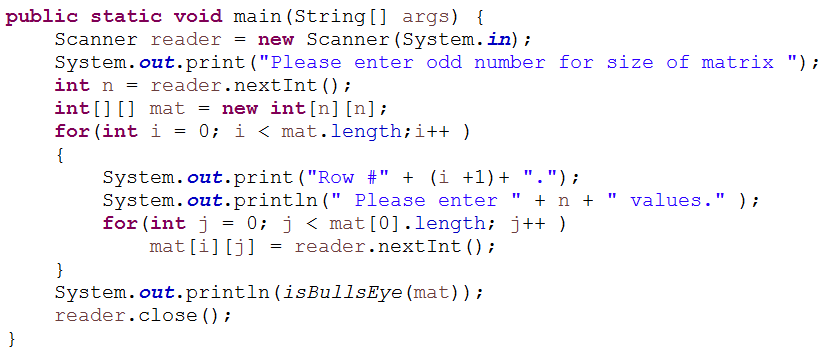 public static void main(String[] args) {
    Scanner reader = new Scanner(System.in);
    System.out.print("Please enter odd number for size of matrix ");
    int n = reader.nextInt();
    int[][] mat = new int[n][n];
    for(int i = 0; i < mat.length;i++ )
    {
        System.out.print("Row #" + (i +1)+ ".");
        System.out.println(" Please enter " + n + " values." );
        for(int j = 0; j < mat[0].length; j++ )
            mat[i][j] = reader.nextInt();
    }
    System.out.println(isBullsEye(mat));
    reader.close();
}